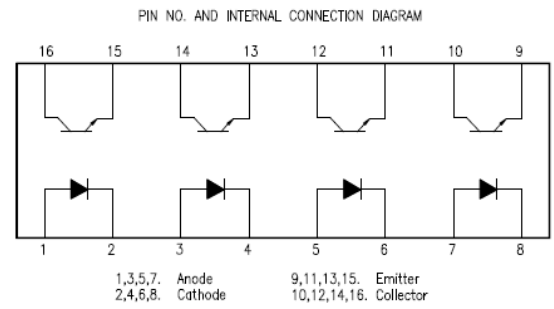 PIN NO. AND INTERNAL CONNECTION DIAGRAM
16 15 14 13 12 11 10 9
1 2 3 4 5 6 7 8
1,3,5,7. Anode 9,11,13,15. Emitter
2,4,6,8. Cathode 10,12,14,16. Collector